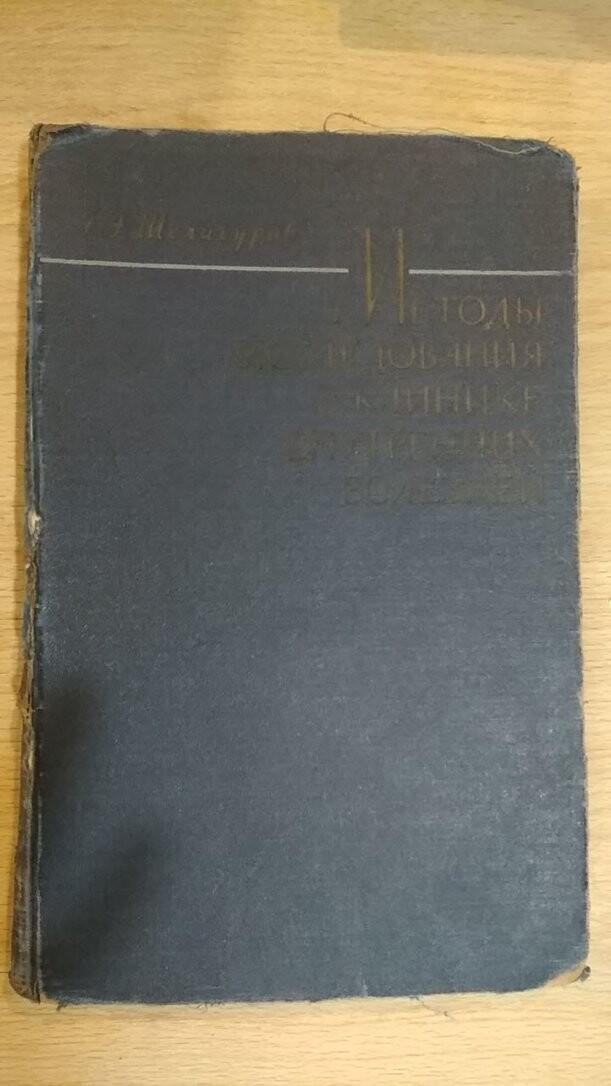 А. А. Шелагуров
МЕТОДЫ
ИССЛЕДОВАНИЯ
В КЛИНИКЕ
ВНУТРЕННИХ
БОЛЕЗНЕЙ